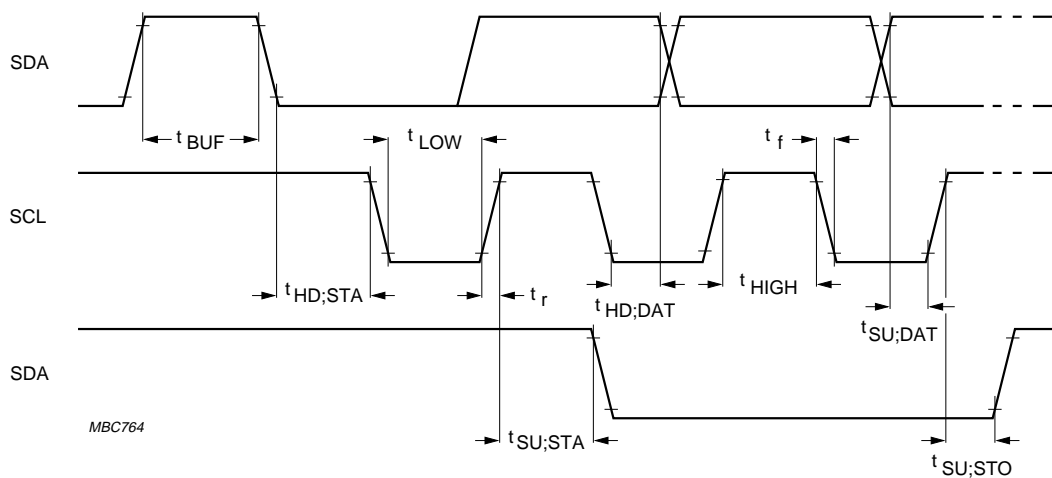 SDA
t BUF
t LOW
t f
SCL
t HD;STA
t r
t HD;DAT
t HIGH
t SU;DAT
SDA
MBC764
t SU;STA
t SU;STO